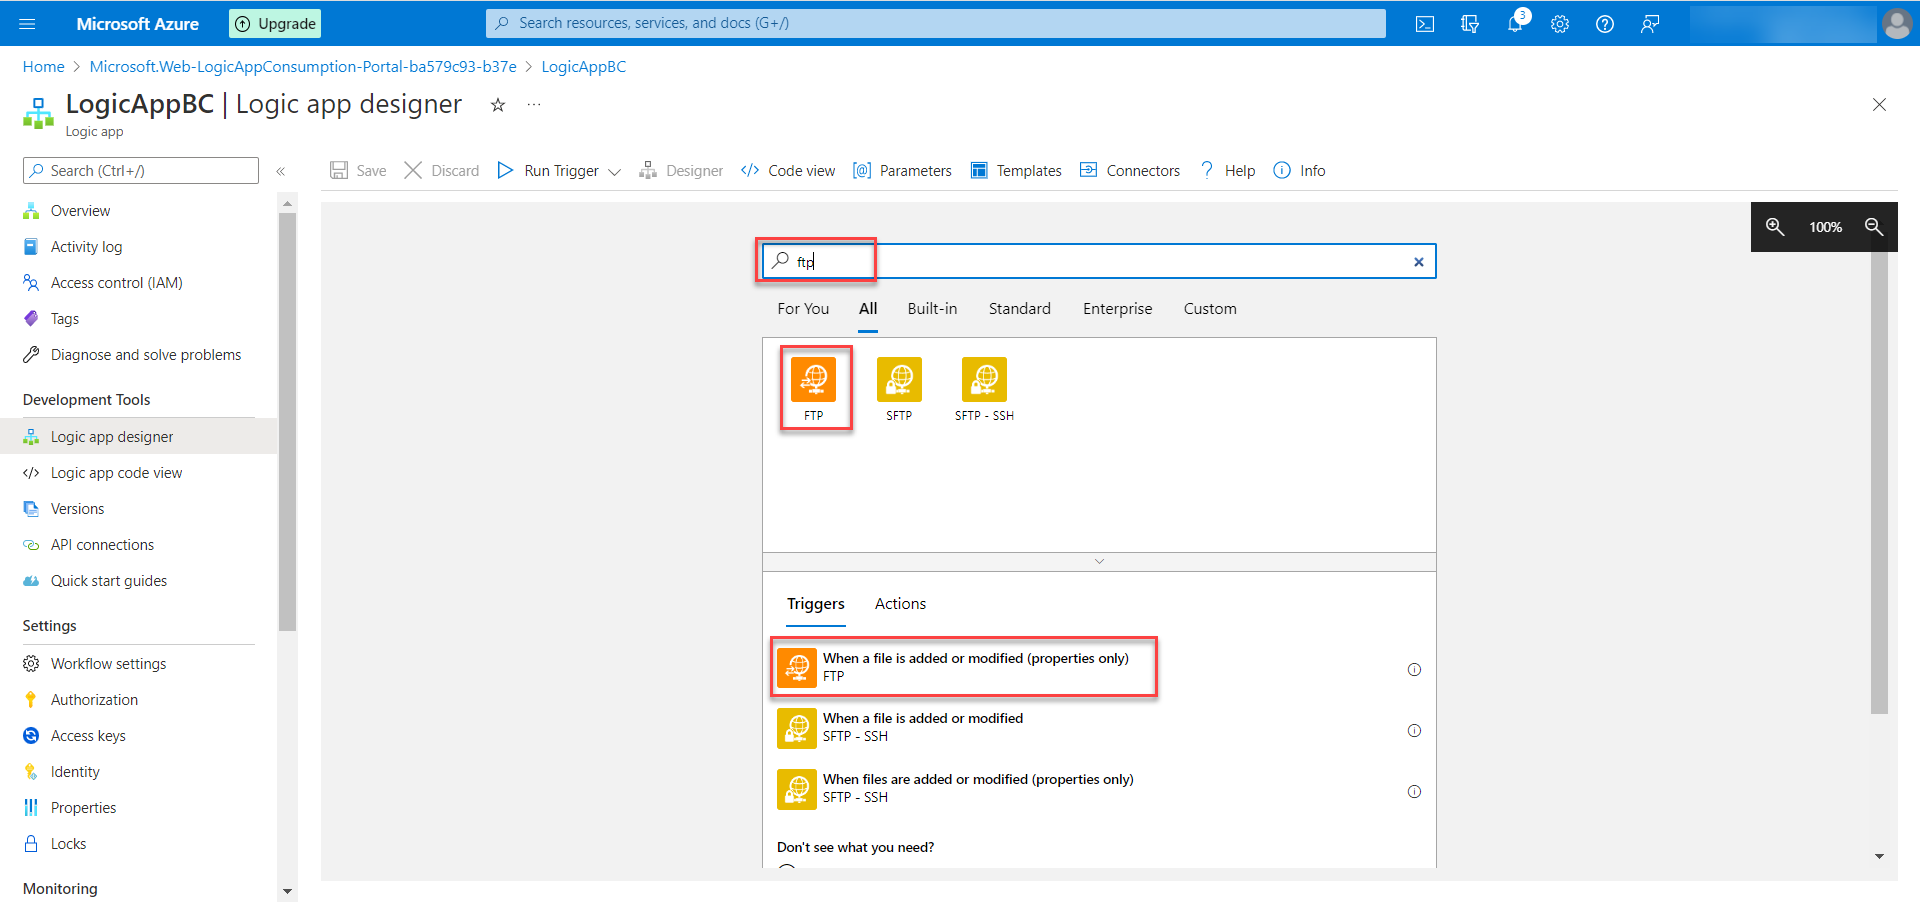 Microsoft Azure
Upgrade
Search resources, services, and docs (G+/)
3
Home > Microsoft.Web-LogicAppConsumption-Portal-ba579c93-b37e > LogicAppBC
LogicAppBC | Logic app designer
Logic app
Search (Ctrl+/)
«
Save
Discard
Run Trigger
Designer
Code view
Parameters
Templates
Connectors
Help
Info
Overview
Activity log
Access control (IAM)
Tags
Diagnose and solve problems
Development Tools
Logic app designer
Logic app code view
Versions
API connections
Quick start guides
Settings
Workflow settings
Authorization
Access keys
Identity
Properties
Locks
Monitoring
100%
ftp
For You
All
Built-in
Standard
Enterprise
Custom
FTP
SFTP
SFTP - SSH
Triggers
Actions
When a file is added or modified (properties only)
FTP
When a file is added or modified
SFTP - SSH
When files are added or modified (properties only)
SFTP - SSH
Don't see what you need?